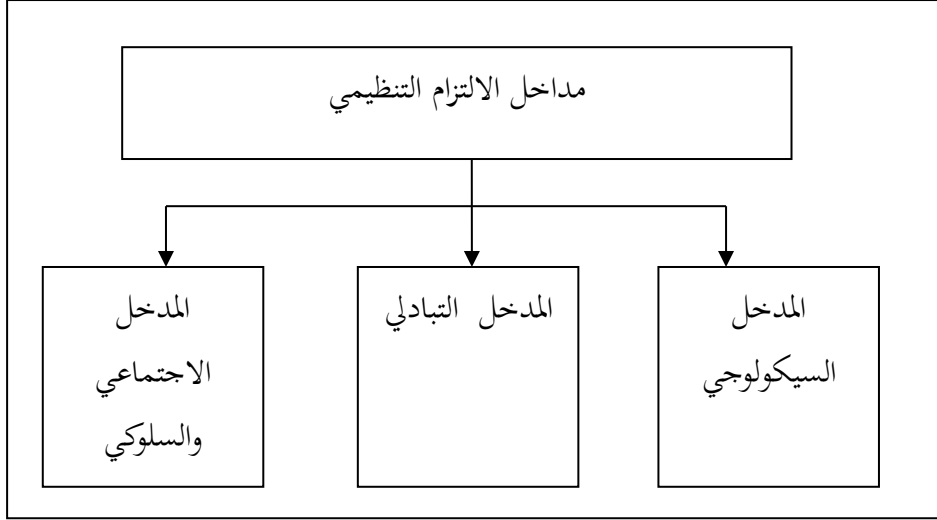 مداخل الالتزام التنظيمي
المدخل
السيكولوجي
المدخل التبادلي
المدخل
الاجتماعي
والسلوكي